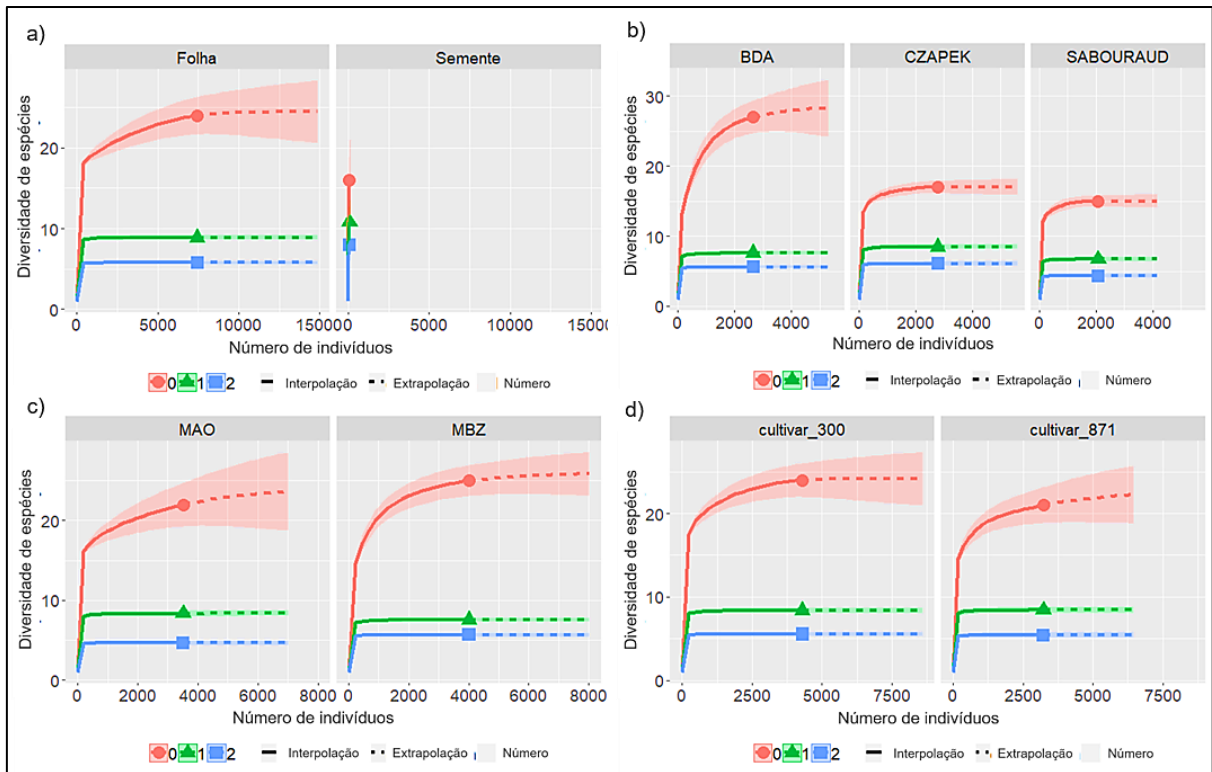 a)
Folha Semente
Diversidade de espécies
20
10
0
0 5000 10000 15000 0 5000 10000 15000
Número de indivíduos
0 1 2 Interpolação Extrapolação Número
b)
BDA CZAPEK SABOURAUD
Diversidade de espécies
30
20
10
0
0 2000 4000 0 2000 4000 0 2000 4000
Número de indivíduos
0 1 2 Interpolação Extrapolação Número
c)
MAO MBZ
Diversidade de espécies
20
10
0
0 2000 4000 6000 8000 0 2000 4000 6000 8000
Número de indivíduos
0 1 2 Interpolação Extrapolação Número
d)
cultivar_300 cultivar_871
Diversidade de espécies
20
10
0
0 2500 5000 7500 0 2500 5000 7500
Número de indivíduos
0 1 2 Interpolação Extrapolação Número